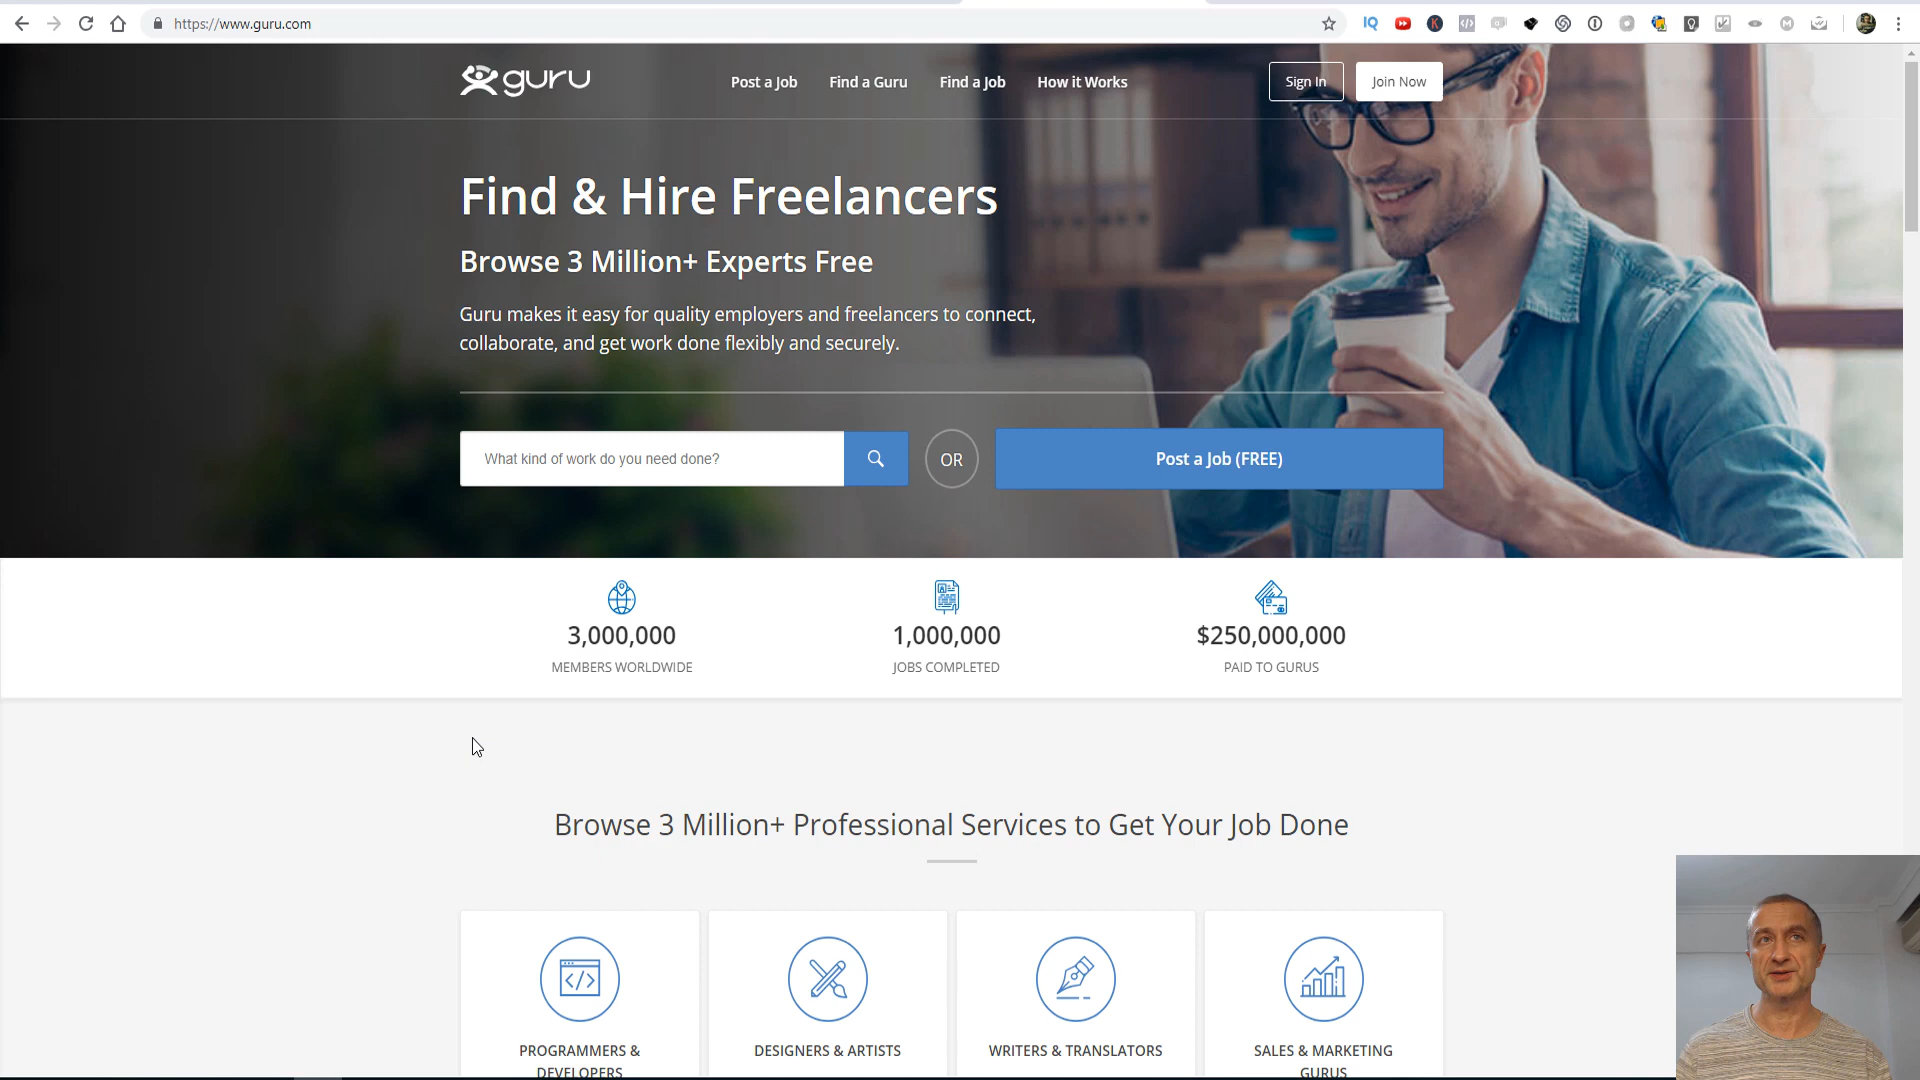 https://www.guru.com
guru
Post a Job
Find a Guru
Find a Job
How it Works
Sign In
Join Now
Find & Hire Freelancers
Browse 3 Million+ Experts Free
Guru makes it easy for quality employers and freelancers to connect,
collaborate, and get work done flexibly and securely.
What kind of work do you need done?
OR
Post a Job (FREE)
3,000,000
MEMBERS WORLDWIDE
1,000,000
JOBS COMPLETED
$250,000,000
PAID TO GURUS
Browse 3 Million+ Professional Services to Get Your Job Done
PROGRAMMERS &
DEVELOPERS
DESIGNERS & ARTISTS
WRITERS & TRANSLATORS
SALES & MARKETING
GURUS